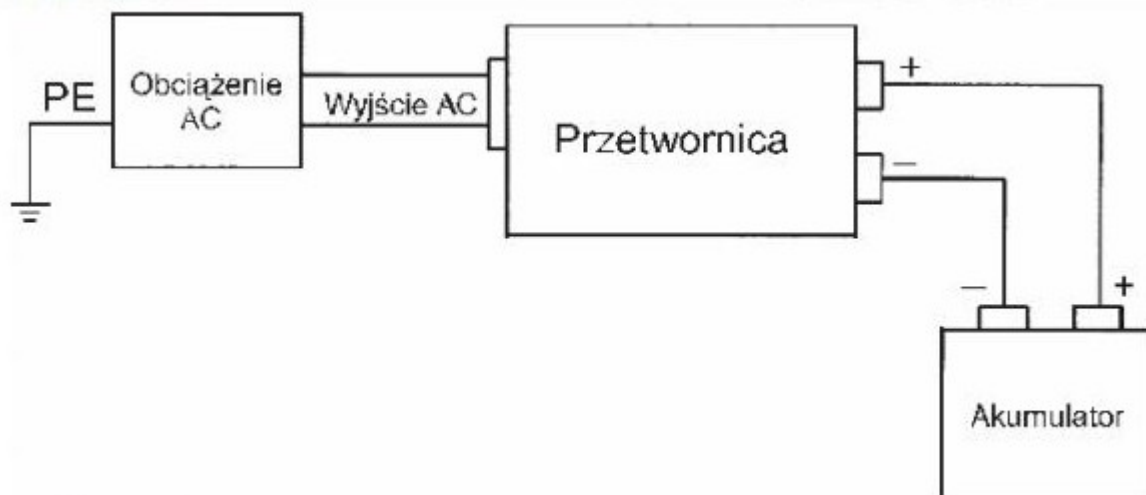 PE
Obciążenie
AC
Wyjście AC
Przetwornica
+
−
−
+
Akumulator